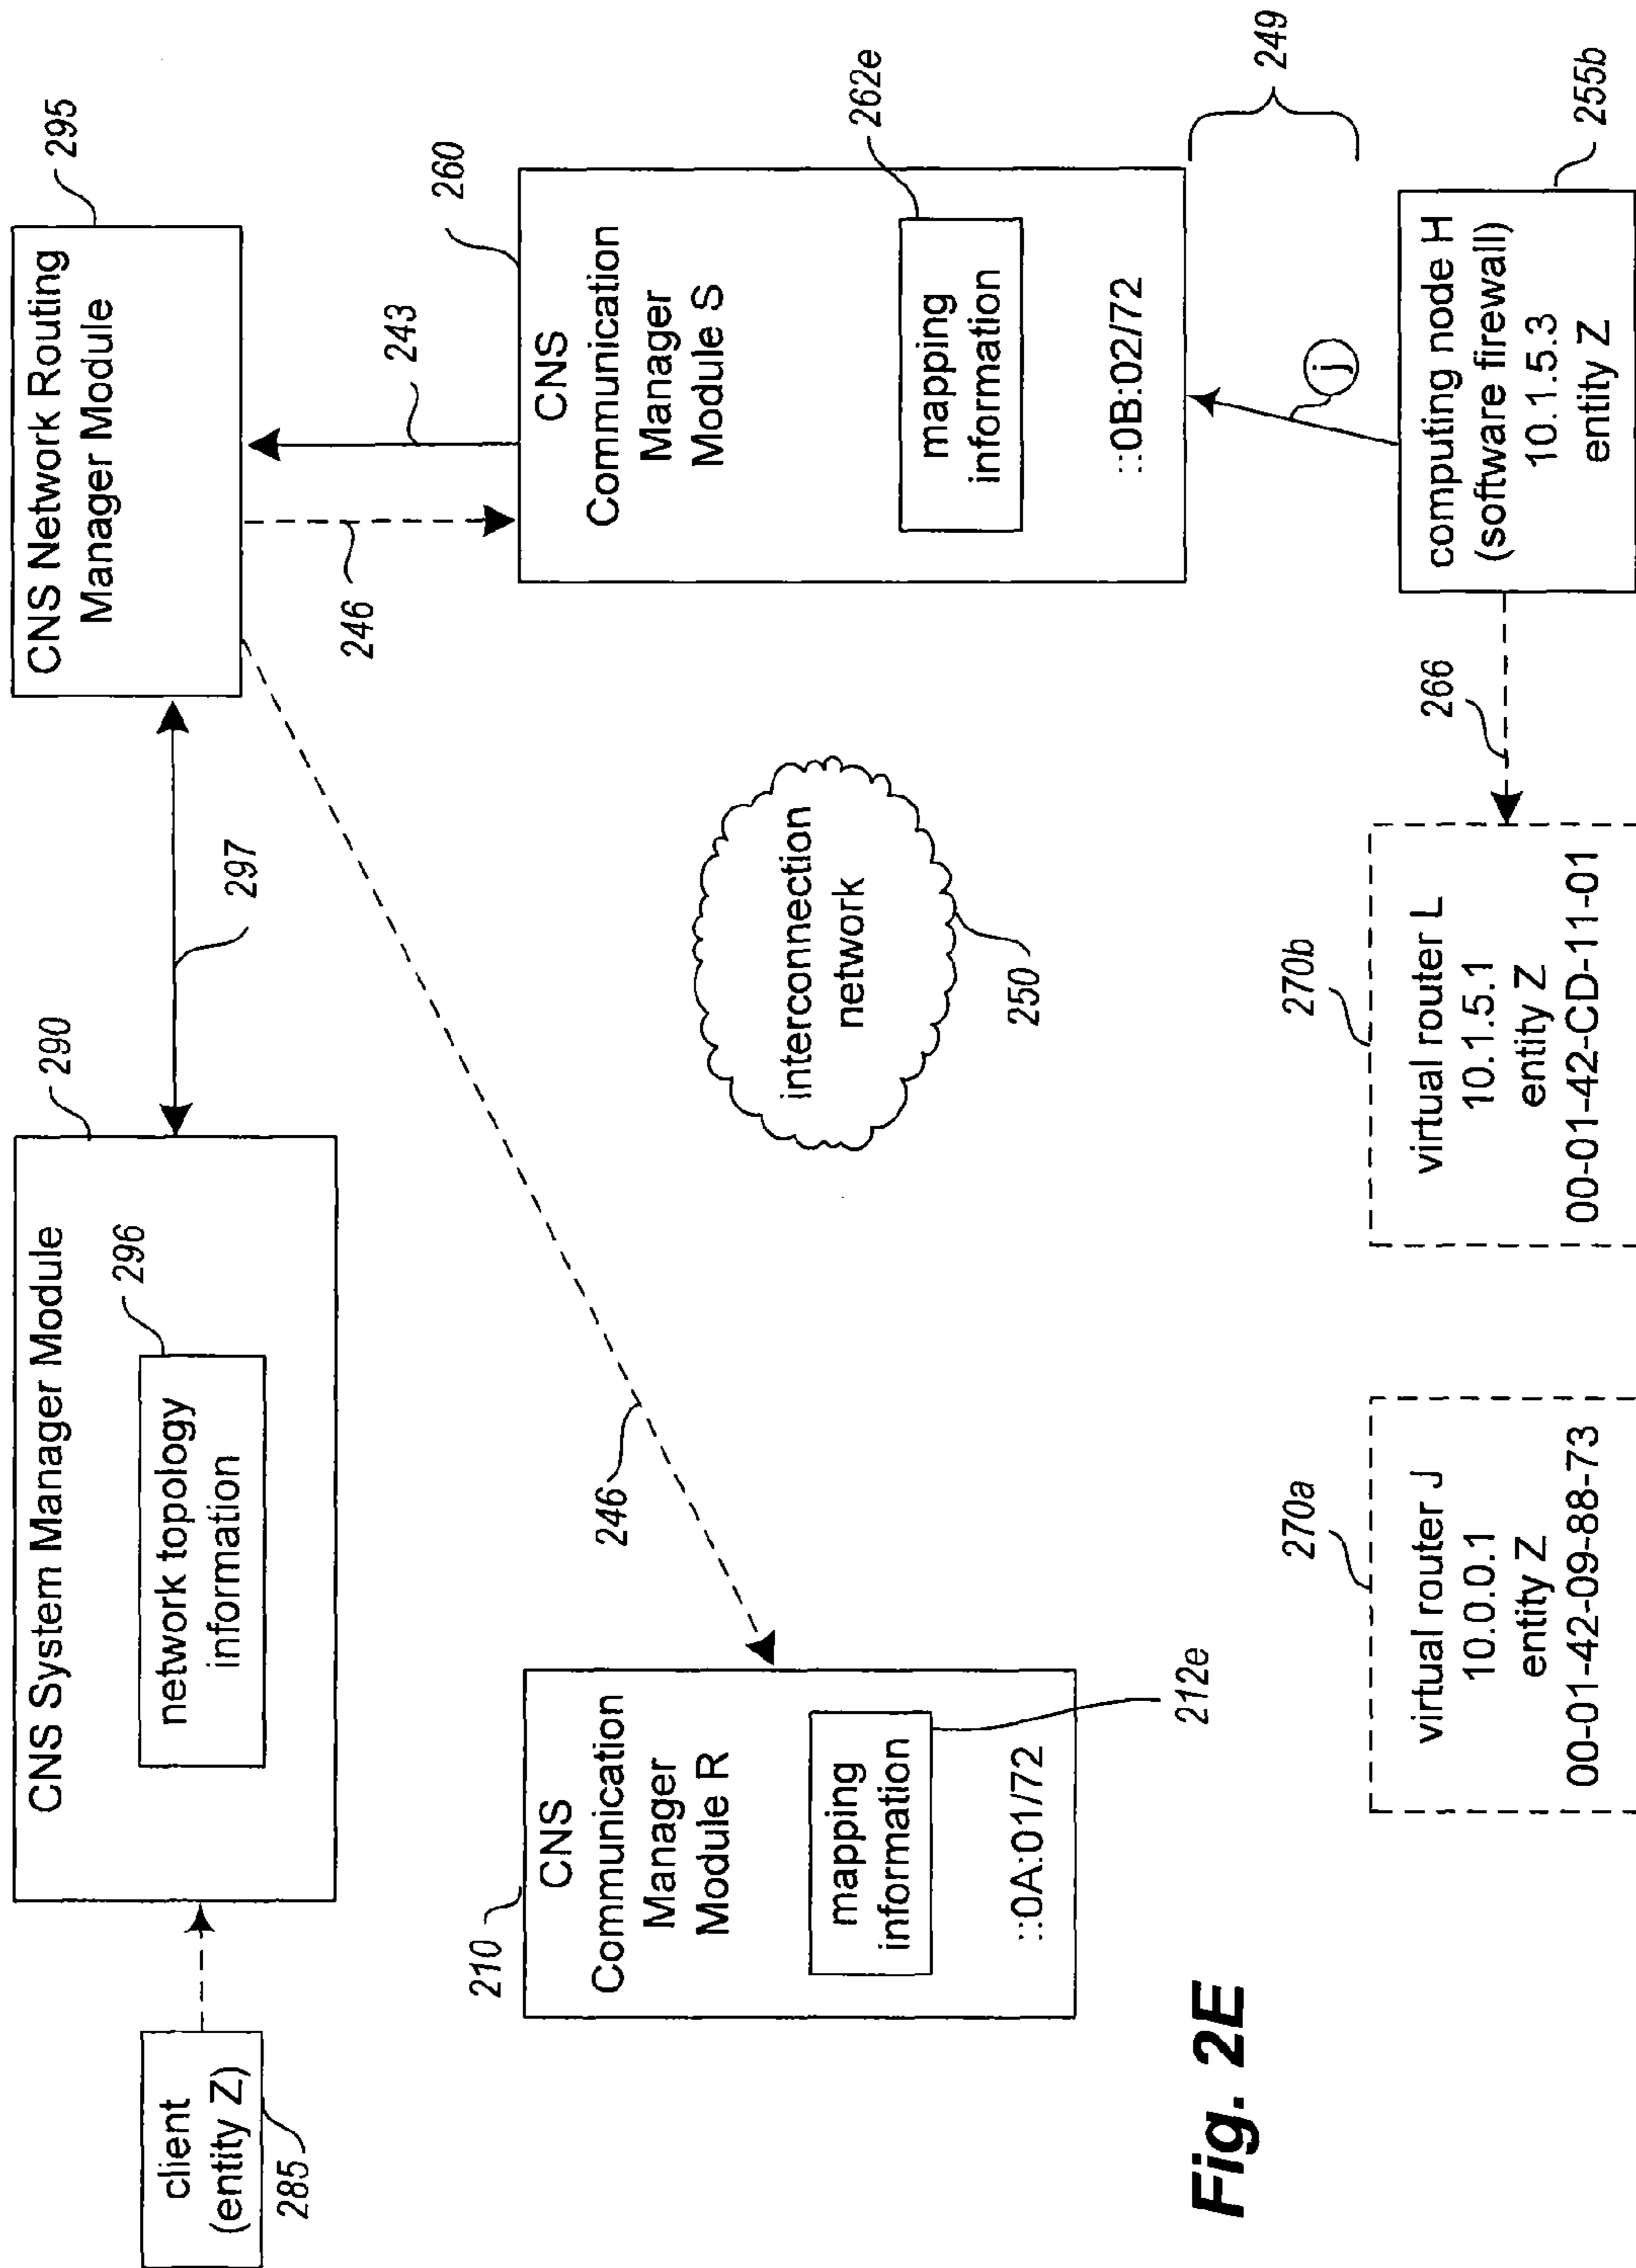 client
(entity Z)
285
CNS System Manager Module
290
network topology
information
296
297
CNS Network Routing
Manager Module
295
246
243
246
210
CNS
Communication
Manager
Module R
mapping
information
::0A:01/72
212e
interconnection
network
250
260
CNS
Communication
Manager
Module S
mapping
information
262e
::0B:02/72
249
j
270a
virtual router J
10.0.0.1
entity Z
00-01-42-09-88-73
270b
virtual router L
10.1.5.1
entity Z
00-01-42-CD-11-01
266
computing node H
(software firewall)
10.1.5.3
entity Z
255b
Fig. 2E